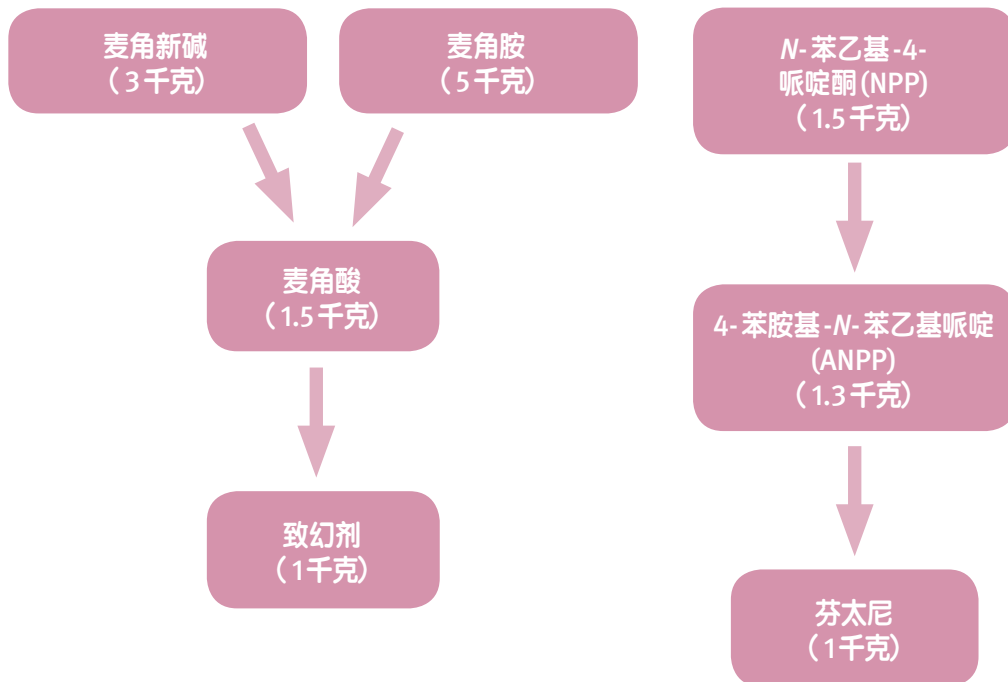 麦角新碱
（3千克）
麦角胺
（5千克）
麦角酸
（1.5千克）
致幻剂
（1千克）
N-苯乙基-4-
哌啶酮(NPP)
（1.5千克）
4-苯胺基-N-苯乙基哌啶
(ANPP)
（1.3千克）
芬太尼
（1千克）